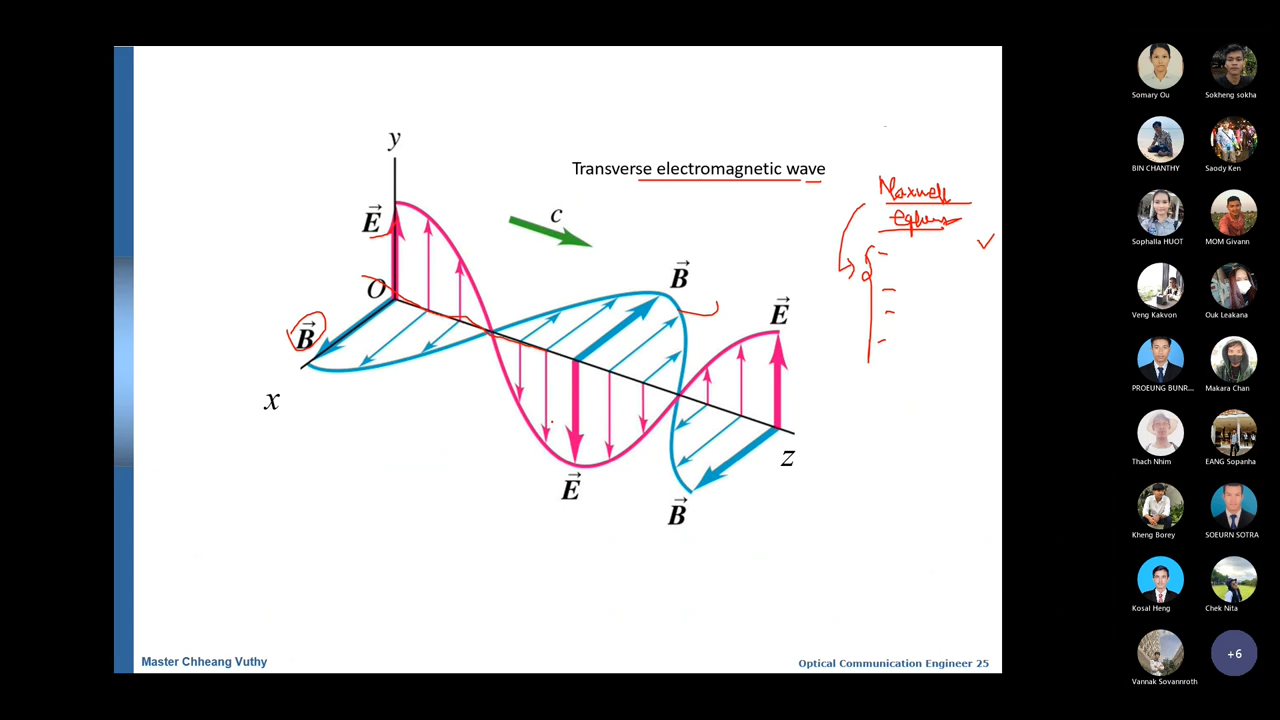 y
Transverse electromagnetic wave
Maxwell
c
E
O
B
B
E
x
z
E
B
Master Chheang Vuthy
Optical Communication Engineer 25
Somary Ou
Sokheng sokha
BIN CHANTHY
Saody Ken
Sophalla HUOT
MOM Givann
Veng Kakvon
Ouk Leakana
PROEUNG BUNR...
Makara Chan
Thach Nhim
EANG Sopanha
Kheng Borey
SOEURN SOTRA
Kosal Heng
Chek Nita
Vannak Sovannroth
+6